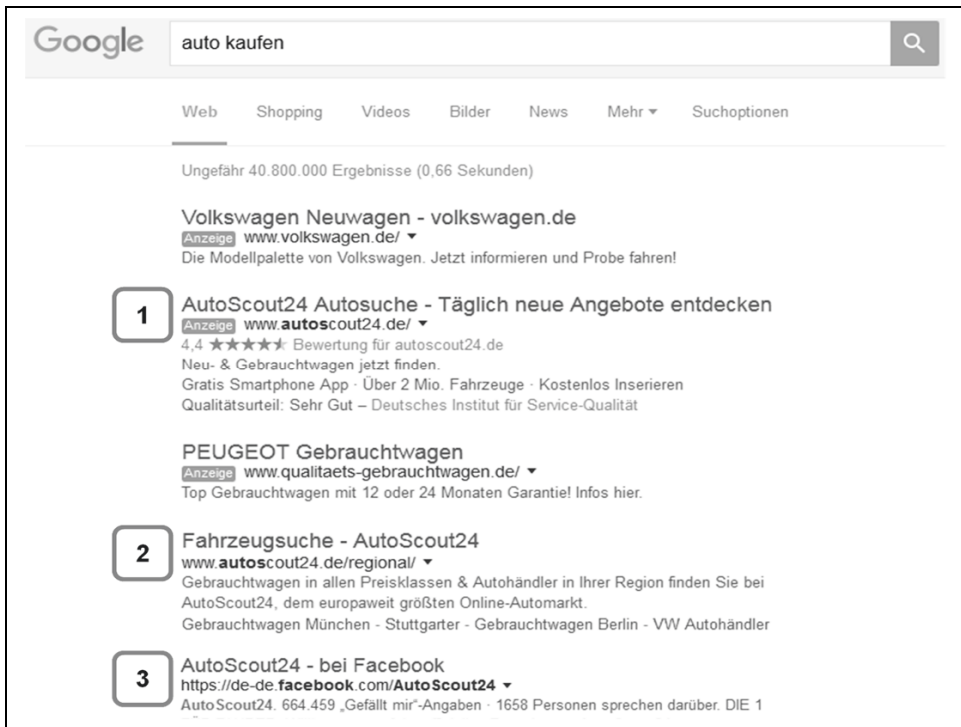 Google auto kaufen
Web Shopping Videos Bilder News Mehr ▾ Suchoptionen
Ungefähr 40.800.000 Ergebnisse (0,66 Sekunden)
Volkswagen Neuwagen - volkswagen.de
Anzeige www.volkswagen.de/ ▾
Die Modellpalette von Volkswagen. Jetzt informieren und Probe fahren!
1 AutoScout24 Autosuche - Täglich neue Angebote entdecken
Anzeige www.autoscout24.de/ ▾
4,4 ★★★★★ Bewertung für autoscout24.de
Neu- & Gebrauchtwagen jetzt finden.
Gratis Smartphone App · Über 2 Mio. Fahrzeuge · Kostenlos Inserieren
Qualitätsurteil: Sehr Gut – Deutsches Institut für Service-Qualität
PEUGEOT Gebrauchtwagen
Anzeige www.qualitaets-gebrauchtwagen.de/ ▾
Top Gebrauchtwagen mit 12 oder 24 Monaten Garantie! Infos hier.
2 Fahrzeugsuche - AutoScout24
www.autoscout24.de/regional/ ▾
Gebrauchtwagen in allen Preisklassen & Autohändler in Ihrer Region finden Sie bei
AutoScout24, dem europaweit größten Online-Automarkt.
Gebrauchtwagen München - Stuttgarter - Gebrauchtwagen Berlin - VW Autohändler
3 AutoScout24 - bei Facebook
https://de-de.facebook.com/AutoScout24 ▾
AutoScout24. 664.459 „Gefällt mir“-Angaben · 1658 Personen sprechen darüber. DIE 1